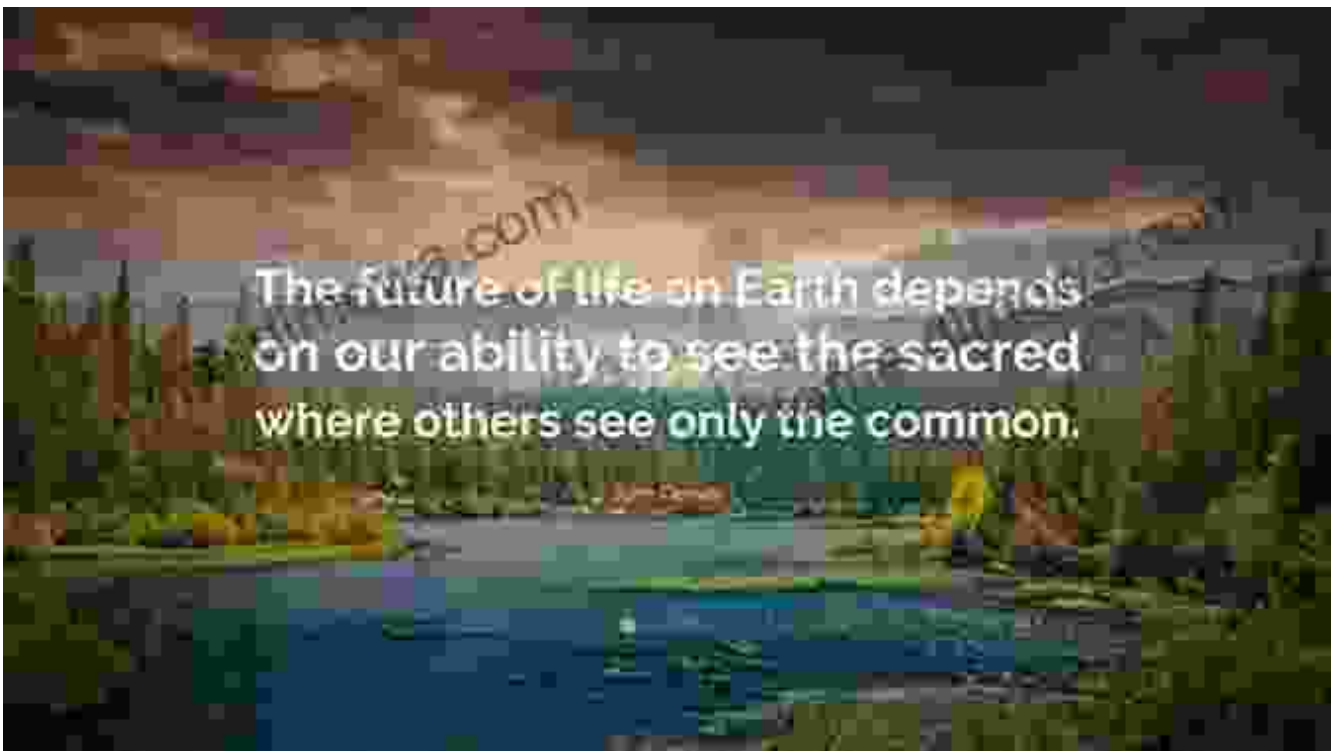 The future of life on Earth depends
on our ability to see the sacred
where others see only the common.